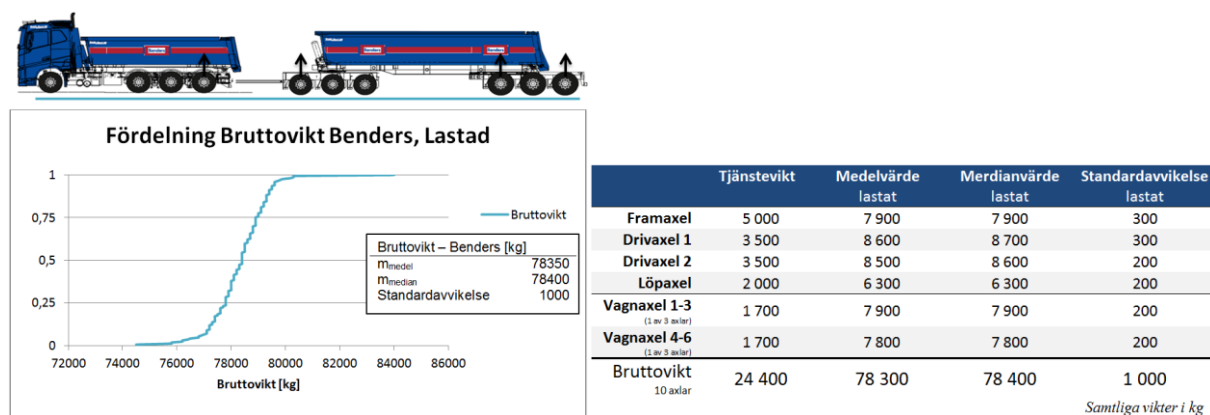 Benders
Benders
Benders
Fördelning Bruttovikt Benders, Lastad
1
0,75
0,5
0,25
0
72000 74000 76000 78000 80000 82000 84000 86000
Bruttovikt [kg]
Bruttovikt
Bruttovikt – Benders [kg]
mmedel 78350
mmedian 78400
Standardavvikelse 1000
Tjänstevikt Medelvärde Merdianvärde Standardavvikelse
lastat lastat lastat
Framaxel 5 000 7 900 7 900 300
Drivaxel 1 3 500 8 600 8 700 300
Drivaxel 2 3 500 8 500 8 600 200
Löpaxel 2 000 6 300 6 300 200
Vagnaxel 1-3 1 700 7 900 7 900 200
(1 av 3 axlar)
Vagnaxel 4-6 1 700 7 800 7 800 200
(1 av 3 axlar)
Bruttovikt 24 400 78 300 78 400 1 000
10 axlar
Samtliga vikter i kg